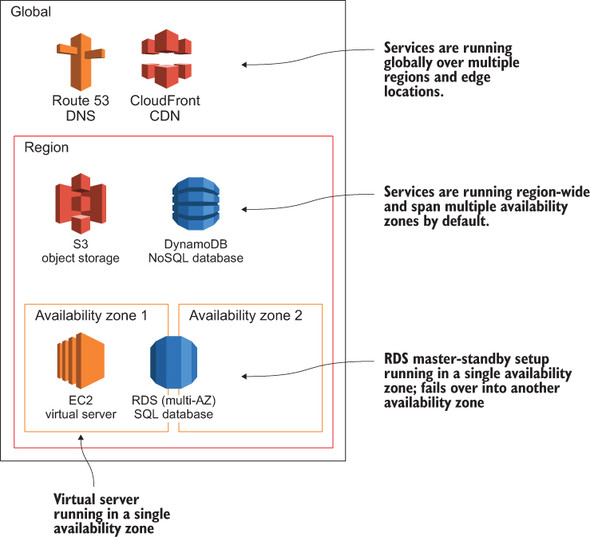 Global
Route 53
DNS
CloudFront
CDN
Services are running
globally over multiple
regions and edge
locations.
Region
S3
object storage
DynamoDB
NoSQL database
Services are running region-wide
and span multiple availability
zones by default.
Availability zone 1
Availability zone 2
EC2
virtual server
RDS (multi-AZ)
SQL database
RDS master-standby setup
running in a single availability
zone; fails over into another
availability zone
Virtual server
running in a single
availability zone